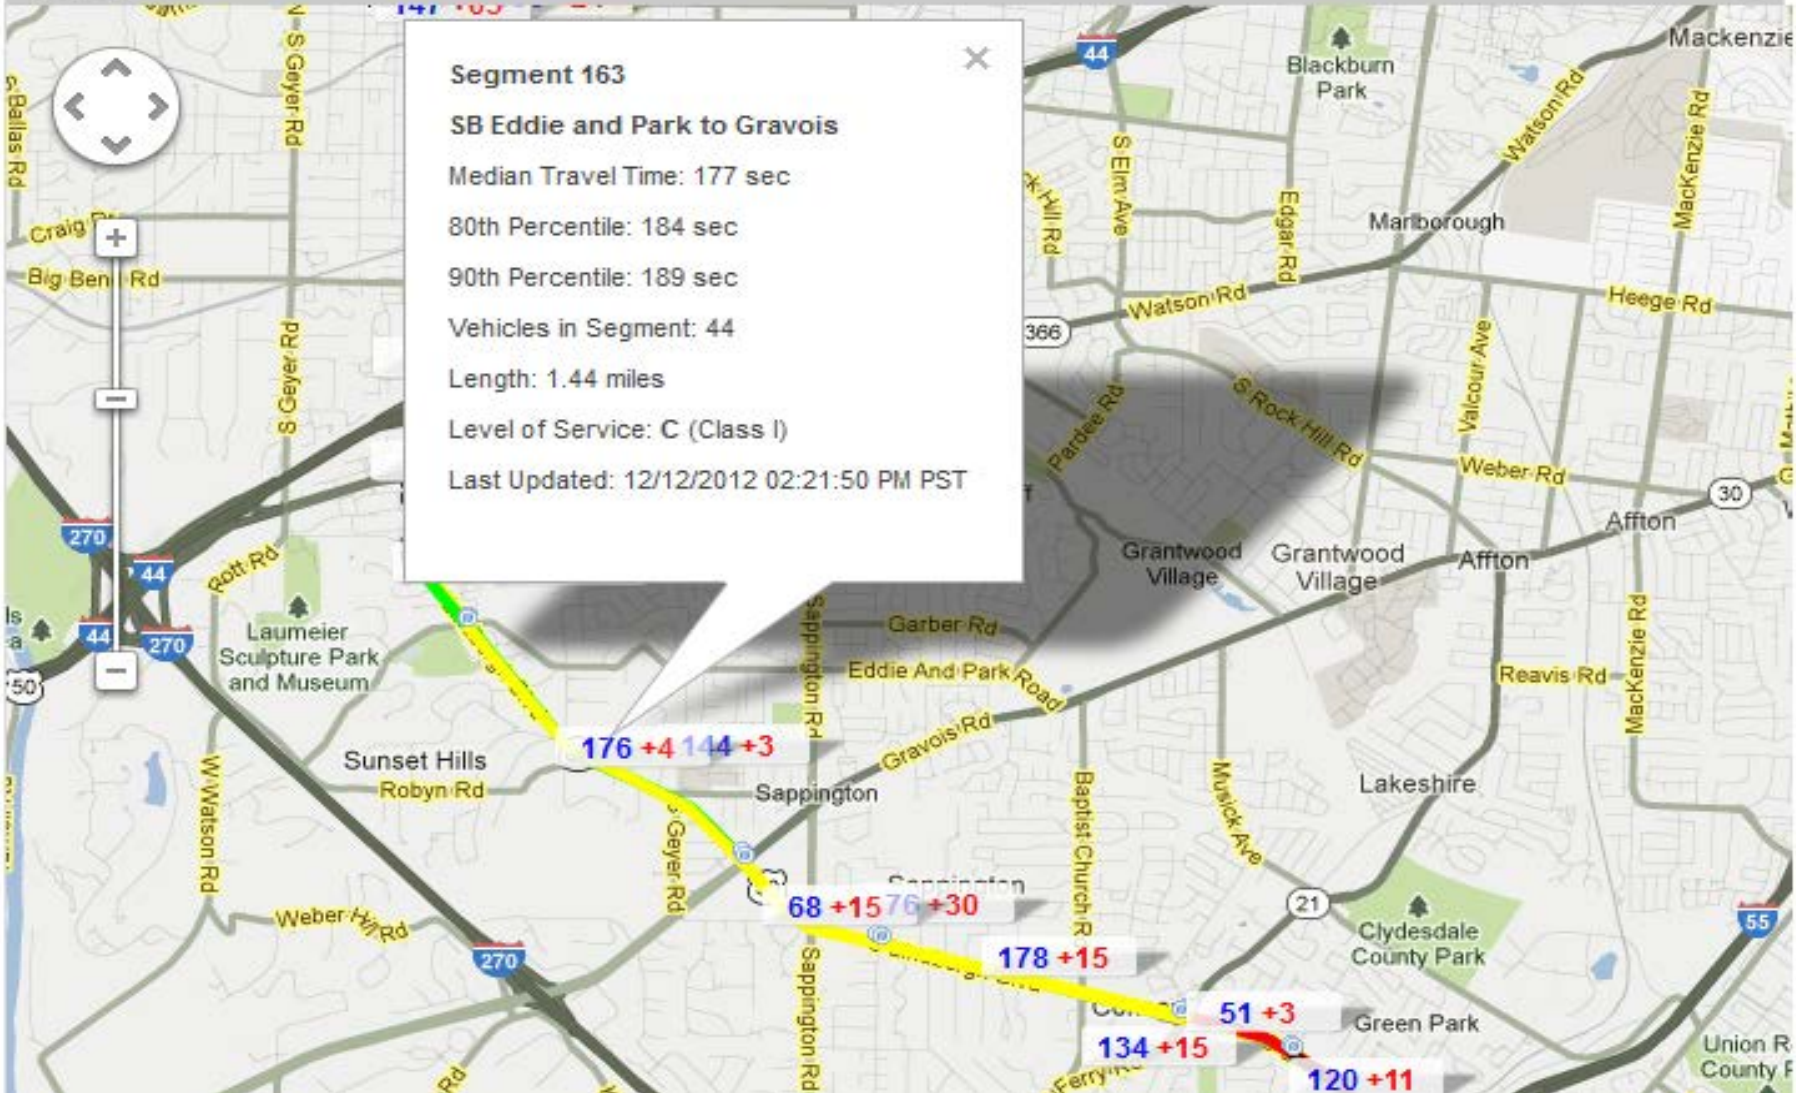 147 +63
Segment 163
SB Eddie and Park to Gravois
Median Travel Time: 177 sec
80th Percentile: 184 sec
90th Percentile: 189 sec
Vehicles in Segment: 44
Length: 1.44 miles
Level of Service: C (Class I)
Last Updated: 12/12/2012 02:21:50 PM PST
44
Blackburn
Park
Mackenzie
S Geyer Rd
S Ballas Rd
S Elm Ave
Watson Rd
MacKenzie Rd
Edgar Rd
Marlborough
Craig
Big Bend Rd
Watson Rd
Heege Rd
366
S Geyer Rd
Valcour Ave
Pardee Rd
S Rock Hill Rd
Weber Rd
30
Affton
270
44
Rott Rd
Grantwood
Village
Grantwood
Village
Affton
44
270
50
Laumeier
Sculpture Park
and Museum
Sappington Rd
Garber Rd
Eddie And Park Road
Reavis Rd
MacKenzie Rd
Gravois Rd
176 +4 144 +3
Sunset Hills
Robyn Rd
Sappington
Lakeshire
W Watson Rd
S Geyer Rd
Baptist Church R
Musick Ave
Sappington
68 +15 76 +30
21
Weber Hill Rd
270
Clydesdale
County Park
55
178 +15
Sappington Rd
51 +3
Green Park
134 +15
Union R
County P
Ferry Rd
Rd
120 +11